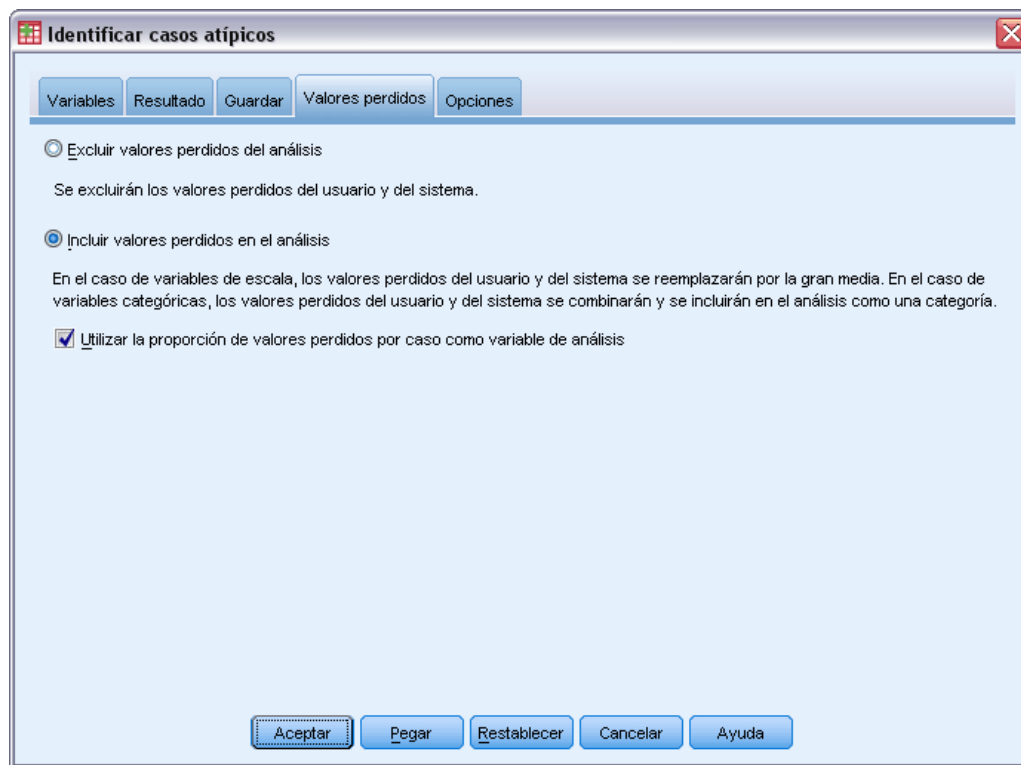 Identificar casos atípicos
Variables Resultado Guardar Valores perdidos Opciones
Excluir valores perdidos del análisis
Se excluirán los valores perdidos del usuario y del sistema.
Incluir valores perdidos en el análisis
En el caso de variables de escala, los valores perdidos del usuario y del sistema se reemplazarán por la gran media. En el caso de
variables categóricas, los valores perdidos del usuario y del sistema se combinarán y se incluirán en el análisis como una categoría.
Utilizar la proporción de valores perdidos por caso como variable de análisis
Aceptar Pegar Restablecer Cancelar Ayuda